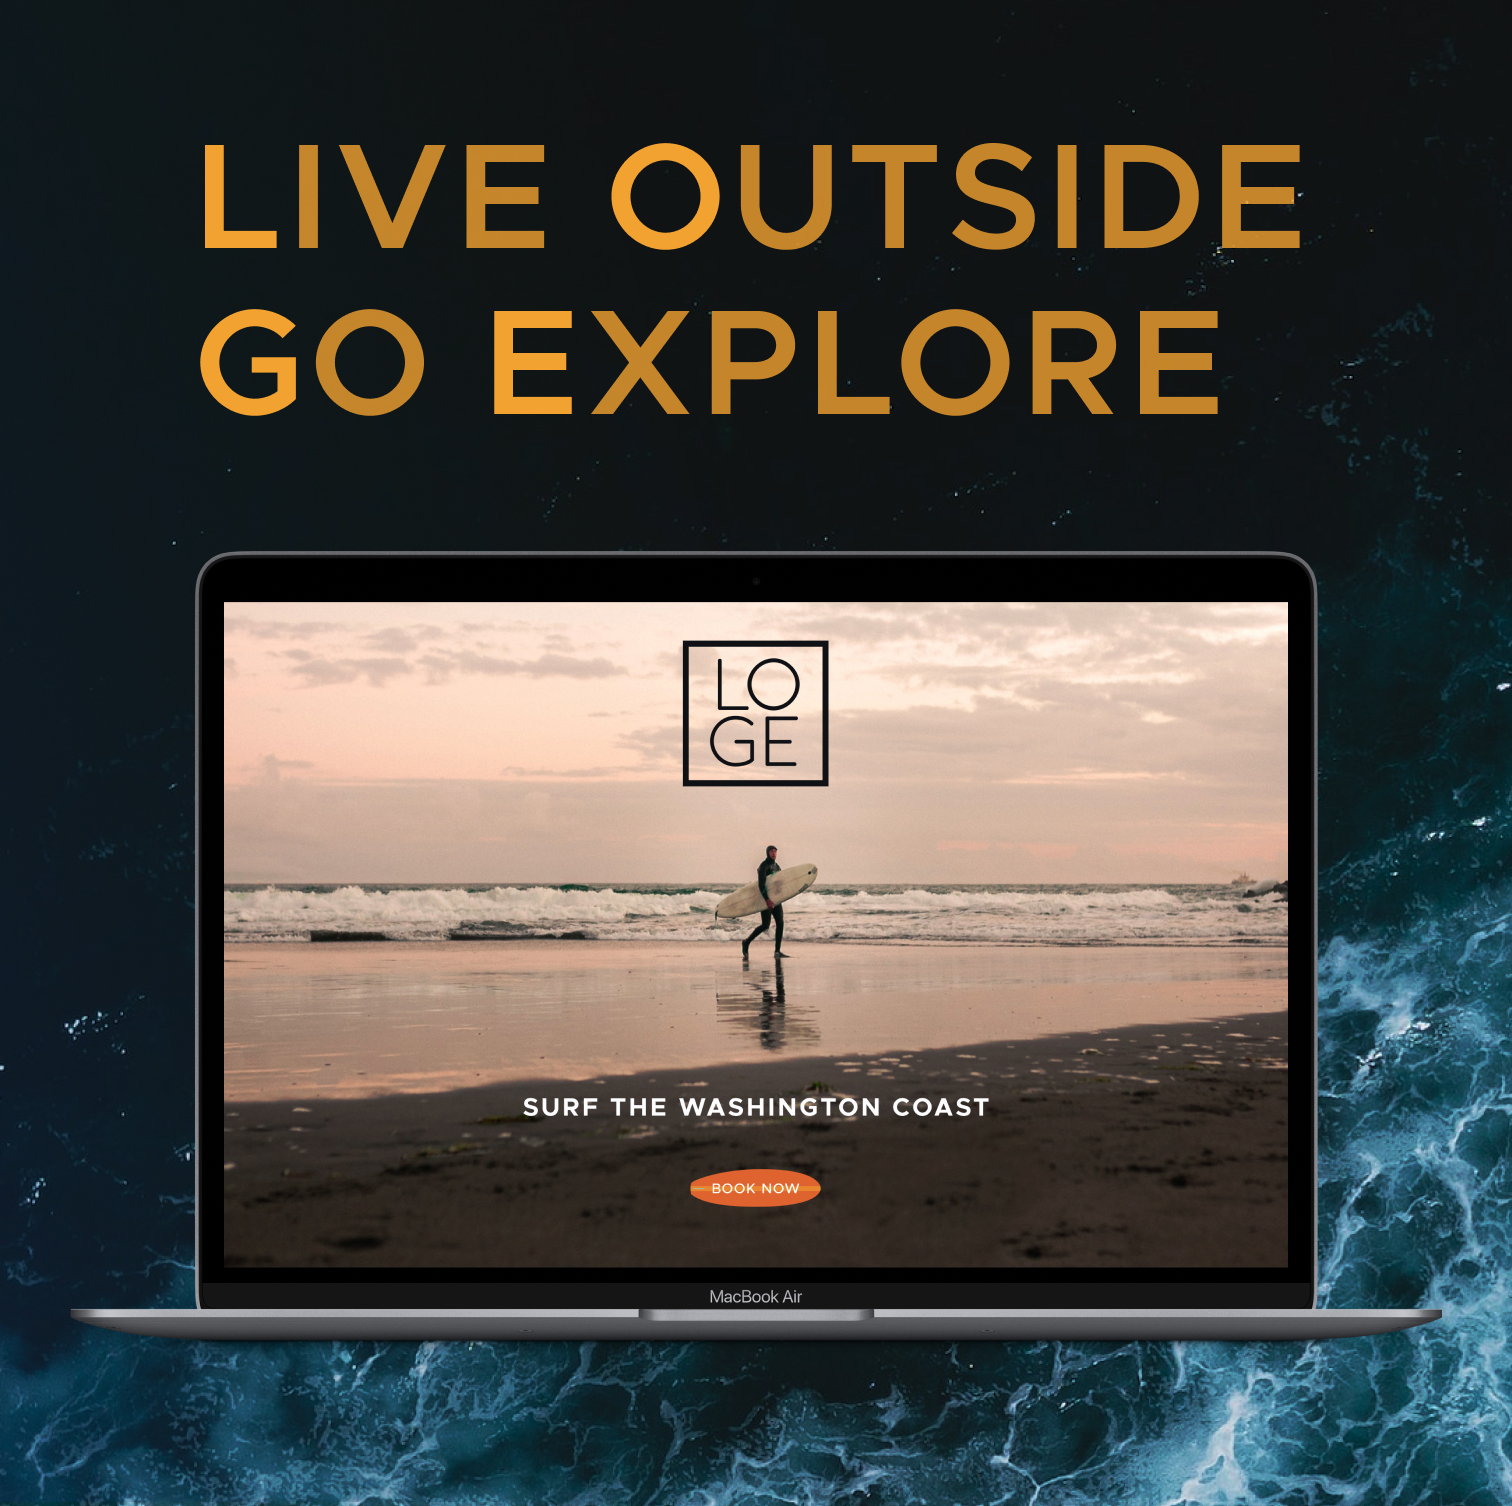 LIVE OUTSIDE
GO EXPLORE
LO
GE
SURF THE WASHINGTON COAST
BOOK NOW
MacBook Air